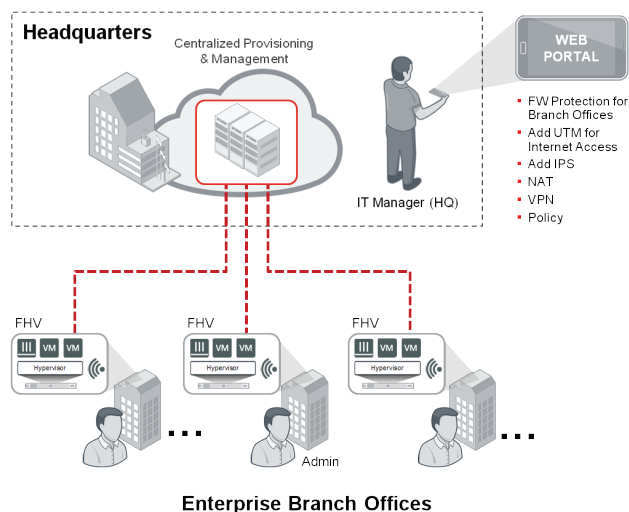 Headquarters
Centralized Provisioning
& Management
WEB
PORTAL
FW Protection for
Branch Offices
Add UTM for
Internet Access
Add IPS
NAT
VPN
Policy
IT Manager (HQ)
FHV
VM VM
Hypervisor
FHV
VM VM
Hypervisor
FHV
VM VM
Hypervisor
...
...
Admin
Enterprise Branch Offices